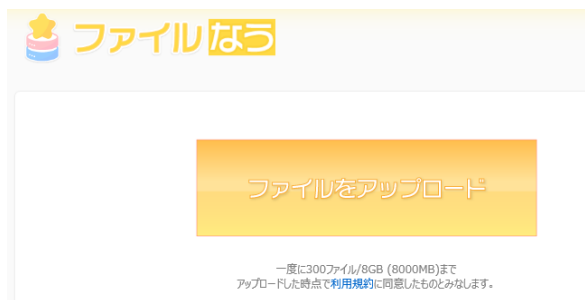 ファイルなう
ファイルをアップロード
一度に300ファイル/8GB (8000MB)まで
アップロードした時点で利用規約に同意したものとみなします。